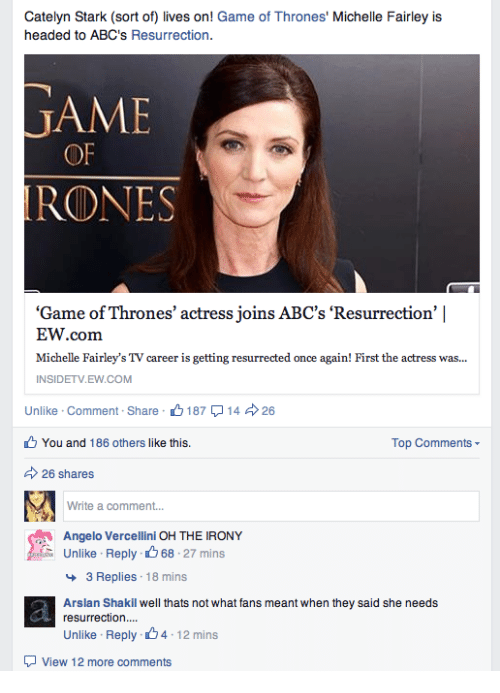 Catelyn Stark (sort of) lives on! Game of Thrones' Michelle Fairley is
headed to ABC's Resurrection.
GAME
OF
IRONES
'Game of Thrones' actress joins ABC's 'Resurrection' |
EW.com
Michelle Fairley's TV career is getting resurrected once again! First the actress was...
INSIDETV.EW.COM
Unlike · Comment · Share · 187 14 26
You and 186 others like this. Top Comments
26 shares
Write a comment...
Angelo Vercellini OH THE IRONY
Unlike · Reply · 68 · 27 mins
3 Replies · 18 mins
Arslan Shakil well thats not what fans meant when they said she needs
resurrection....
Unlike · Reply · 4 · 12 mins
View 12 more comments